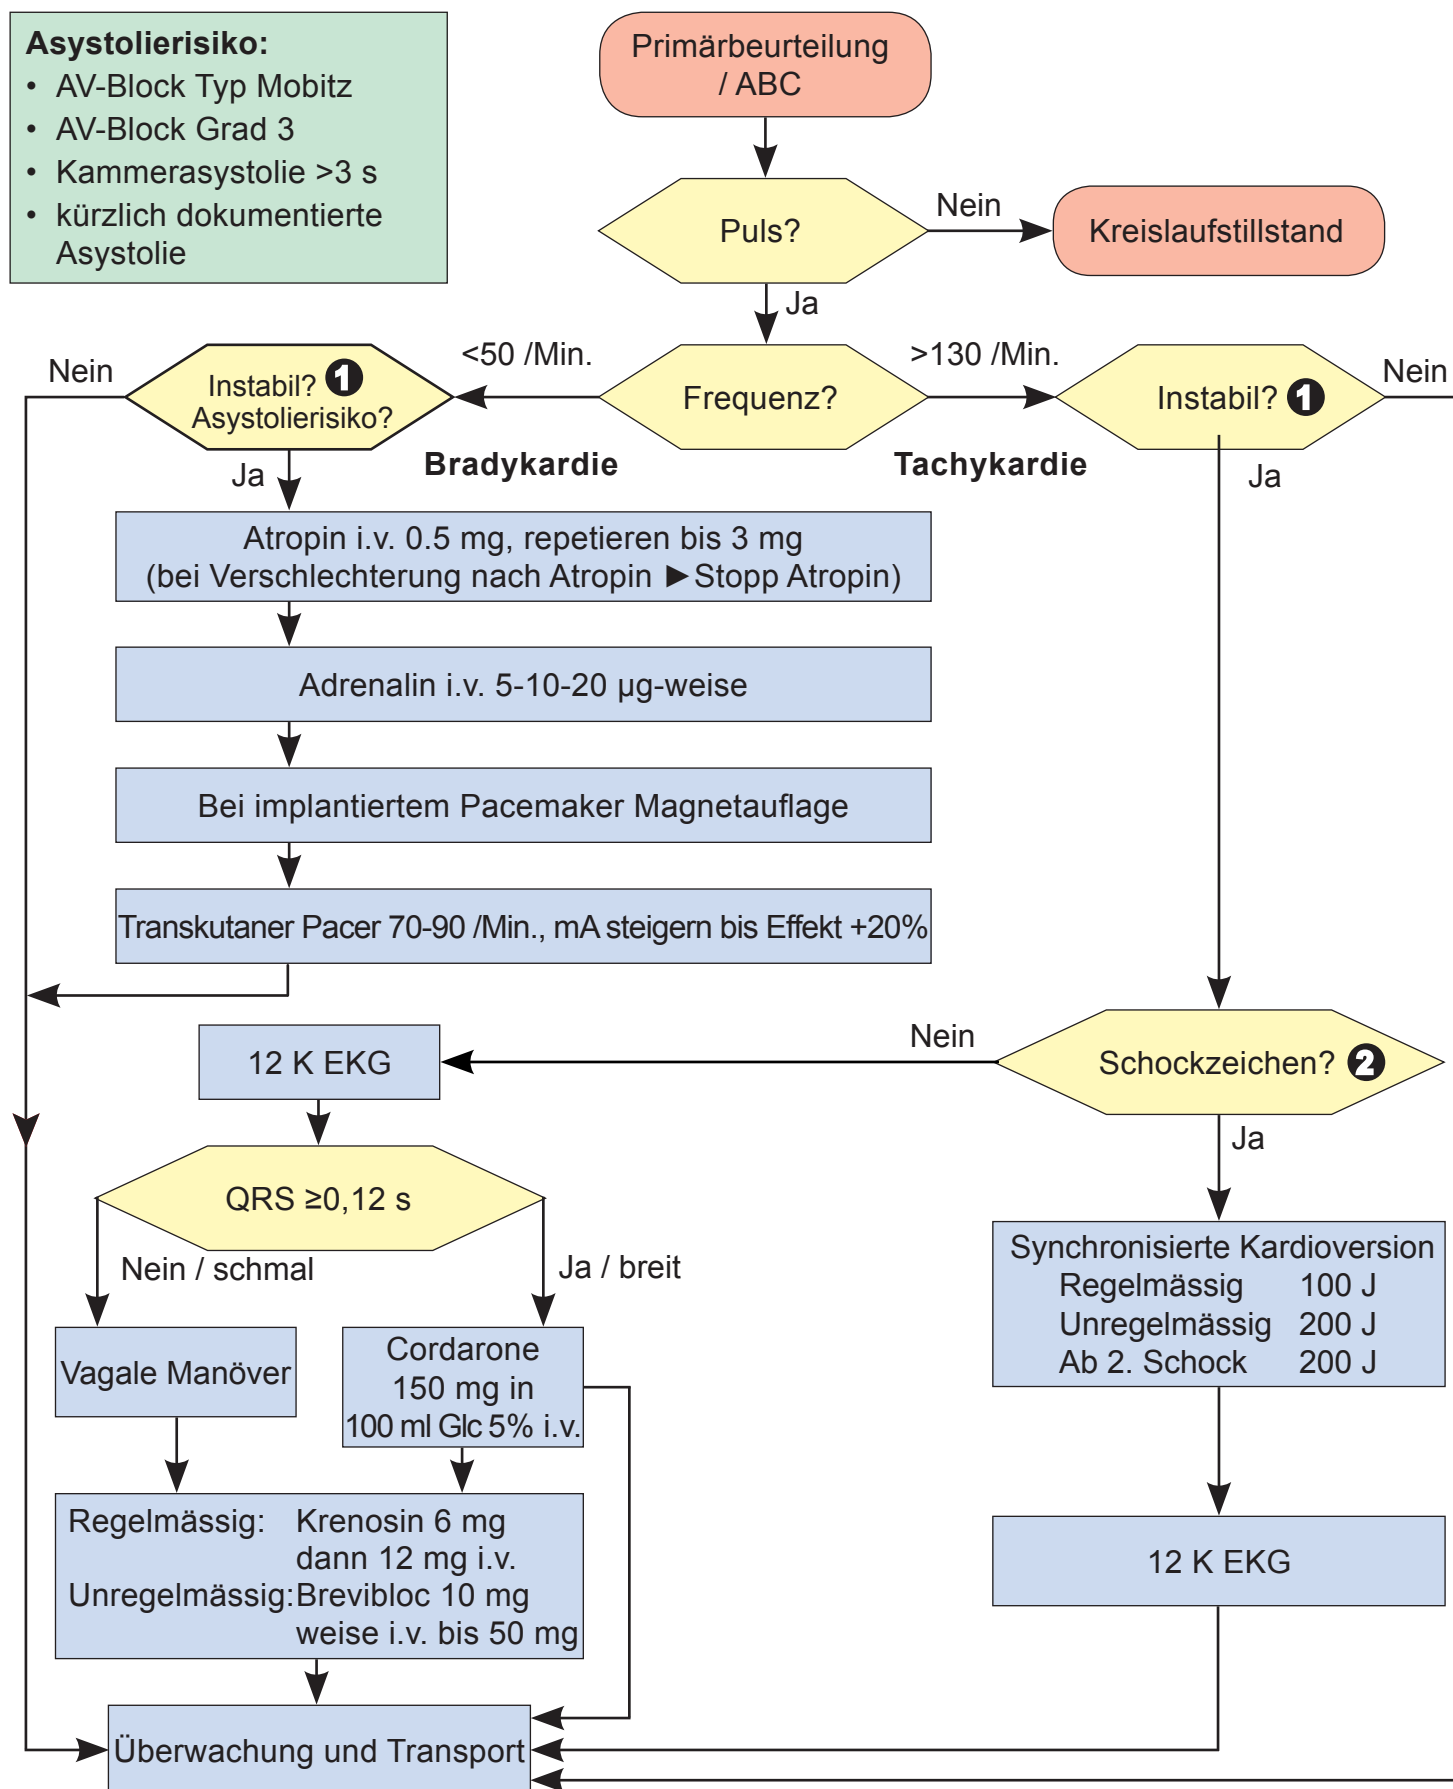 Asystolierisiko:
• AV-Block Typ Mobitz
• AV-Block Grad 3
• Kammerasystolie >3 s
• kürzlich dokumentierte
Asystolie
Primärbeurteilung
/ ABC
Puls?
Nein
Kreislaufstillstand
Ja
Nein
Instabil? 1
Asystolierisiko?
<50 /Min.
Frequenz?
>130 /Min.
Instabil? 1
Nein
Bradykardie
Tachykardie
Ja
Ja
Atropin i.v. 0.5 mg, repetieren bis 3 mg
(bei Verschlechterung nach Atropin ►Stopp Atropin)
Adrenalin i.v. 5-10-20 µg-weise
Bei implantiertem Pacemaker Magnetauflage
Transkutaner Pacer 70-90 /Min., mA steigern bis Effekt +20%
Nein
12 K EKG
Schockzeichen? 2
Ja
QRS ≥0,12 s
Nein / schmal
Ja / breit
Synchronisierte Kardioversion
Regelmässig 100 J
Unregelmässig 200 J
Ab 2. Schock 200 J
Vagale Manöver
Cordarone
150 mg in
100 ml Glc 5% i.v.
Regelmässig: Krenosin 6 mg
dann 12 mg i.v.
Unregelmässig: Brevibloc 10 mg
weise i.v. bis 50 mg
12 K EKG
Überwachung und Transport